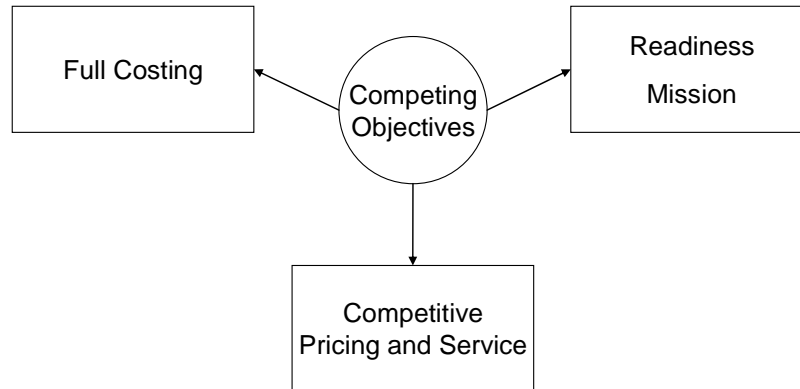 Full Costing
Competing
Objectives
Readiness
Mission
Competitive
Pricing and Service